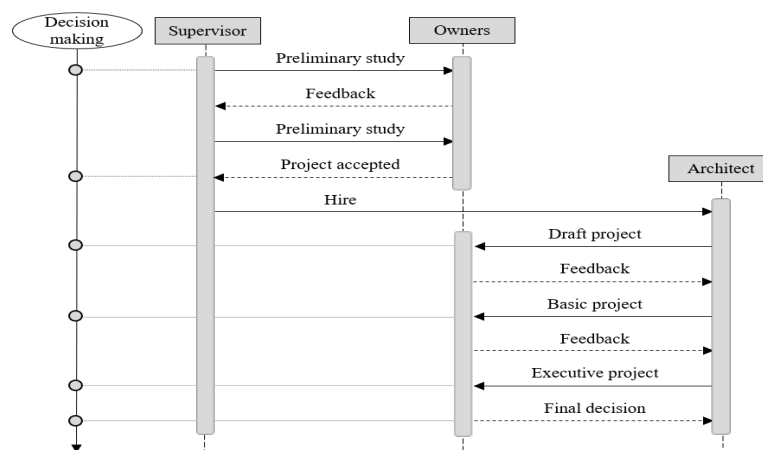 Decision
making
Supervisor
Owners
Preliminary study
Feedback
Preliminary study
Project accepted
Architect
Hire
Draft project
Feedback
Basic project
Feedback
Executive project
Final decision